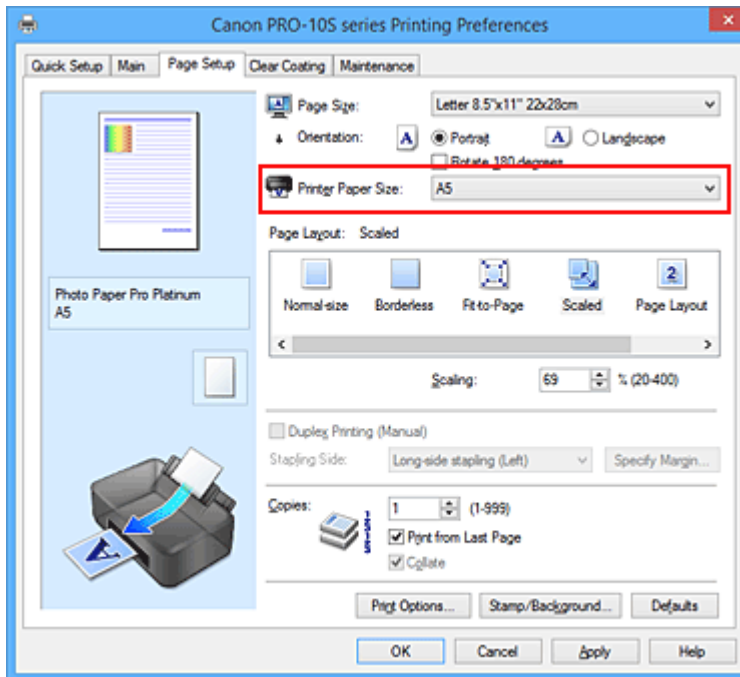 Canon PRO-10S series Printing Preferences
Quick Setup Main Page Setup Clear Coating Maintenance
Page Size: Letter 8.5"x11" 22x28cm
Orientation: A Portrait A Landscape
Rotate 180 degrees
Printer Paper Size: A5
Page Layout: Scaled
Normal-size Borderless Fit-to-Page Scaled Page Layout
Photo Paper Pro Platinum
A5
Scaling: 69 % (20-400)
Duplex Printing (Manual)
Stapling Side: Long-side stapling (Left) Specify Margin...
Copies: 1 (1-999)
Print from Last Page
Collate
Print Options... Stamp/Background... Defaults
OK Cancel Apply Help